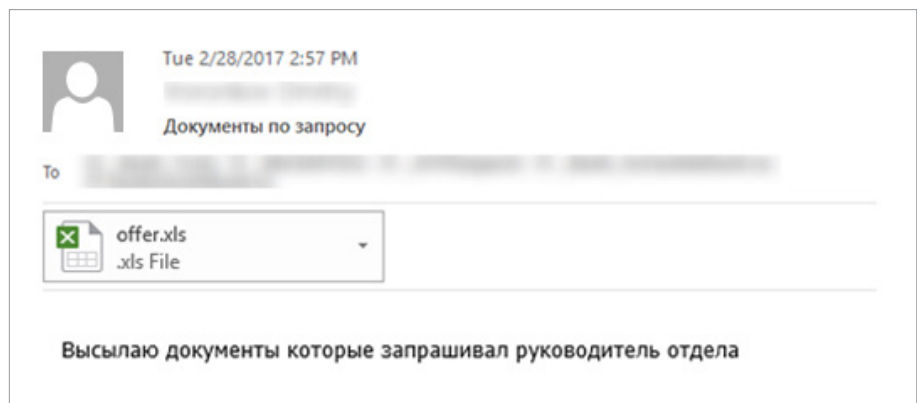 Tue 2/28/2017 2:57 PM
Документы по запросу
To
offer.xls
.xls File
Высылаю документы которые запрашивал руководитель отдела